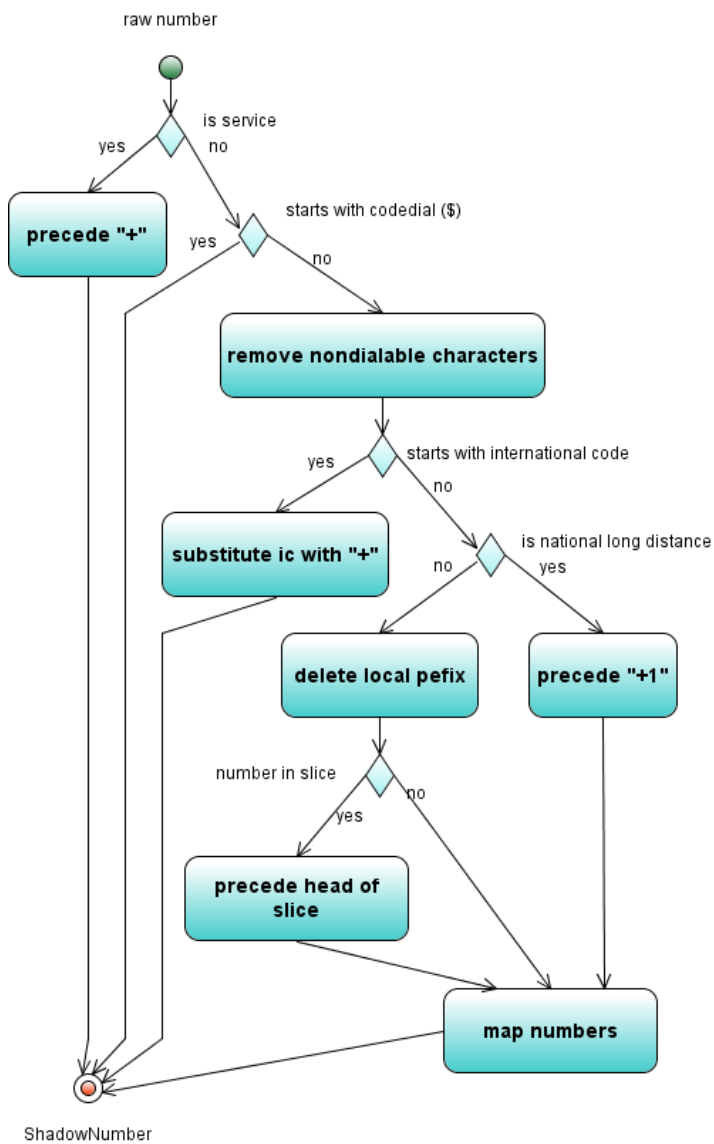 raw number
is service
yes
no
precede "+"
starts with codedial ($)
yes
no
remove nondialable characters
starts with international code
yes
no
substitute ic with "+"
is national long distance
no
yes
delete local pefix
precede "+1"
number in slice
no
yes
precede head of
slice
map numbers
ShadowNumber